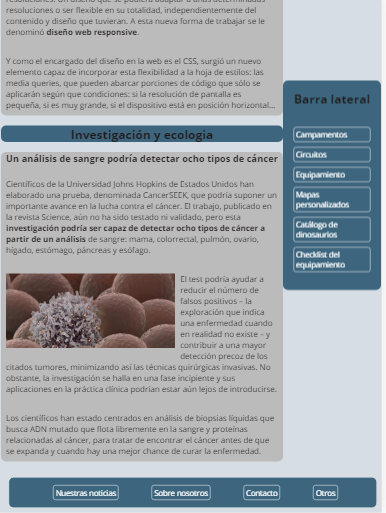 resoluciones o ser flexible en su totalidad, independientemente del
contenido y diseño que tuvieran. A esta nueva forma de trabajar se le
denominó diseño web responsive.
Y como el encargado del diseño en la web es el CSS, surgió un nuevo
elemento capaz de incorporar esta flexibilidad a la hoja de estilos: las
media queries, que pueden abarcar porciones de código que sólo se
aplicarán según que condiciones: si la resolución de pantalla es
pequeña, si es muy grande, si el dispositivo está en posición horizontal...
Investigación y ecologia
Un análisis de sangre podría detectar ocho tipos de cáncer
Científicos de la Universidad Johns Hopkins de Estados Unidos han
elaborado una prueba, denominada CancerSEEK, que podría suponer un
importante avance en la lucha contra el cáncer. El trabajo, publicado en
la revista Science, aún no ha sido testado ni validado, pero esta
investigación podría ser capaz de detectar ocho tipos de cáncer a
partir de un análisis de sangre: mama, colorrectal, pulmón, ovario,
hígado, estómago, páncreas y esófago.
El test podría ayudar a
reducir el número de
falsos positivos – la
exploración que indica
una enfermedad cuando
en realidad no existe – y
contribuir a una mayor
detección precoz de los
citados tumores, minimizando así las técnicas quirúrgicas invasivas. No
obstante, la investigación se halla en una fase incipiente y sus
aplicaciones en la práctica clínica podrían estar aún lejos de introducirse.
Los científicos han estado centrados en análisis de biopsias líquidas que
busca ADN mutado que flota libremente en la sangre y proteínas
relacionadas al cáncer, para tratar de encontrar el cáncer antes de que
se expanda y cuando hay una mejor chance de curar la enfermedad.
Barra lateral
Campamentos
Circuitos
Equipamiento
Mapas
personalizados
Catálogo de
dinosaurios
Checklist del
equipamiento
Nuestras noticias
Sobre nosotros
Contacto
Otros